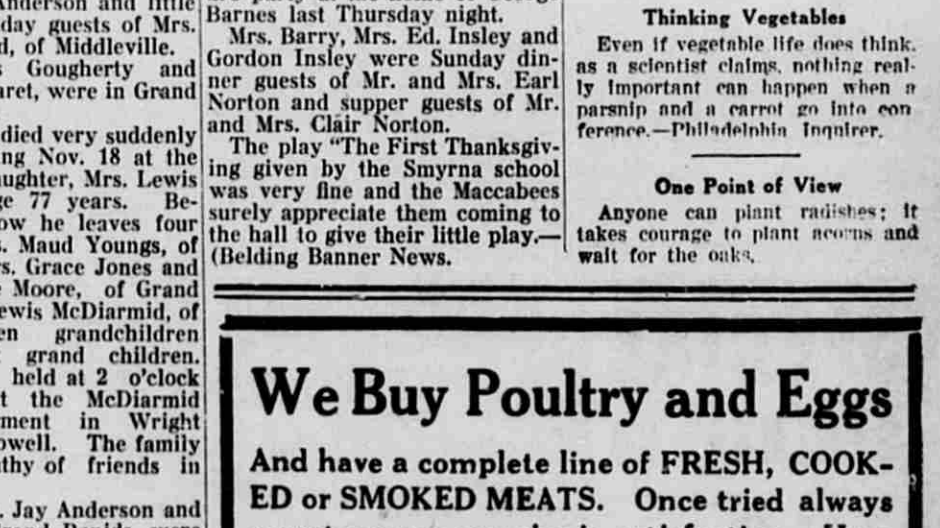 Anderson and little
day guests of Mrs.
d, of Middleville.
Gougherty and
aret, were in Grand
died very suddenly
ing Nov. 18 at the
aughter, Mrs. Lewis
ge 77 years. Be-
ow he leaves four
s. Maud Youngs, of
rs. Grace Jones and
Moore, of Grand
ewis McDiarmid, of
en grandchildren
grand children.
held at 2 o'clock
t the McDiarmid
ment in Wright
owell. The family
thy of friends in
. Jay Anderson and
Barnes last Thursday night.
Mrs. Barry, Mrs. Ed. Insley and
Gordon Insley were Sunday din-
ner guests of Mr. and Mrs. Earl
Norton and supper guests of Mr.
and Mrs. Clair Norton.
The play "The First Thanksgiv-
ing given by the Smyrna school
was very fine and the Maccabees
surely appreciate them coming to
the hall to give their little play.—
(Belding Banner News.
Thinking Vegetables
Even if vegetable life does think,
as a scientist claims, nothing real-
ly important can happen when a
parsnip and a carrot go into con
ference.—Philadelphia Inquirer.
One Point of View
Anyone can plant radishes; it
takes courage to plant acorns and
wait for the oaks.
We Buy Poultry and Eggs
And have a complete line of FRESH, COOK-
ED or SMOKED MEATS. Once tried always